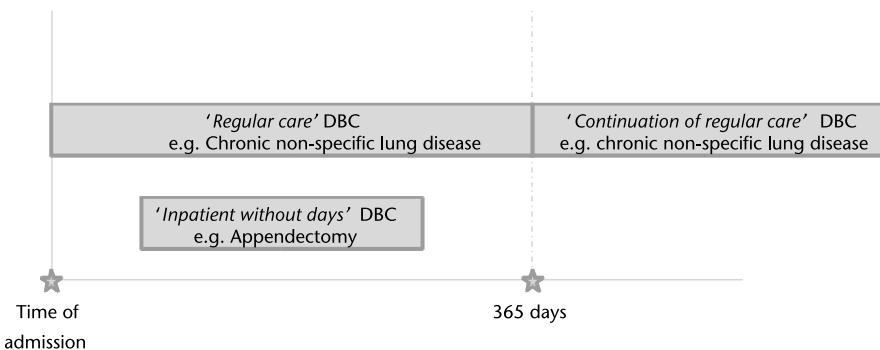 ‘Regular care’ DBC
e.g. Chronic non-specific lung disease
‘Continuation of regular care’ DBC
e.g. chronic non-specific lung disease
‘Inpatient without days’ DBC
e.g. Appendectomy
Time of
admission
365 days